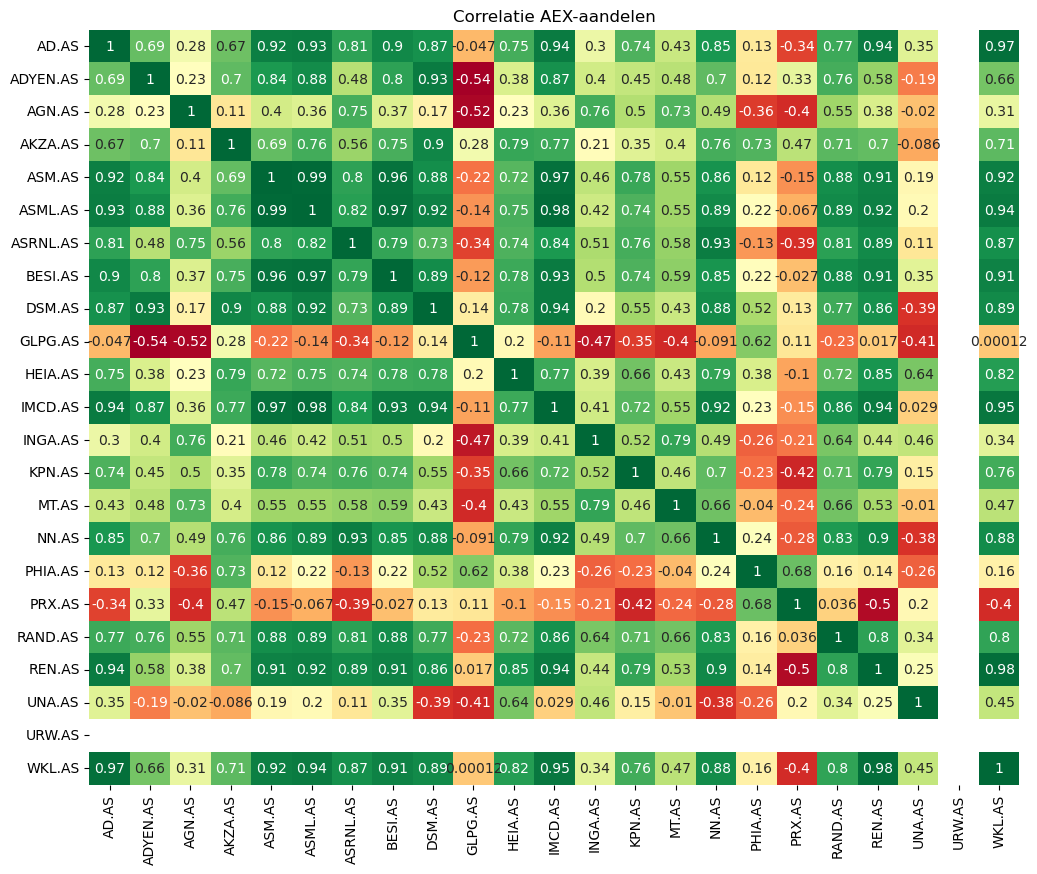 Correlatie AEX-aandelen
AD.AS 1 0.69 0.28 0.67 0.92 0.93 0.81 0.9 0.87 -0.047 0.75 0.94 0.3 0.74 0.43 0.85 0.13 -0.34 0.77 0.94 0.35 0.97
ADYEN.AS 0.69 1 0.23 0.7 0.84 0.88 0.48 0.8 0.93 -0.54 0.38 0.87 0.4 0.45 0.48 0.7 0.12 0.33 0.76 0.58 -0.19 0.66
AGN.AS 0.28 0.23 1 0.11 0.4 0.36 0.75 0.37 0.17 -0.52 0.23 0.36 0.76 0.5 0.73 0.49 -0.36 -0.4 0.55 0.38 -0.02 0.31
AKZA.AS 0.67 0.7 0.11 1 0.69 0.76 0.56 0.75 0.9 0.28 0.79 0.77 0.21 0.35 0.4 0.76 0.73 0.47 0.71 0.7 -0.086 0.71
ASM.AS 0.92 0.84 0.4 0.69 1 0.99 0.8 0.96 0.88 -0.22 0.72 0.97 0.46 0.78 0.55 0.86 0.12 -0.15 0.88 0.91 0.19 0.92
ASML.AS 0.93 0.88 0.36 0.76 0.99 1 0.82 0.97 0.92 -0.14 0.75 0.98 0.42 0.74 0.55 0.89 0.22 -0.067 0.89 0.92 0.2 0.94
ASRNL.AS 0.81 0.48 0.75 0.56 0.8 0.82 1 0.79 0.73 -0.34 0.74 0.84 0.51 0.76 0.58 0.93 -0.13 -0.39 0.81 0.89 0.11 0.87
BESI.AS 0.9 0.8 0.37 0.75 0.96 0.97 0.79 1 0.89 -0.12 0.78 0.93 0.5 0.74 0.59 0.85 0.22 -0.027 0.88 0.91 0.35 0.91
DSM.AS 0.87 0.93 0.17 0.9 0.88 0.92 0.73 0.89 1 0.14 0.78 0.94 0.2 0.55 0.43 0.88 0.52 0.13 0.77 0.86 -0.39 0.89
GLPG.AS -0.047 -0.54 -0.52 0.28 -0.22 -0.14 -0.34 -0.12 0.14 1 0.2 -0.11 -0.47 -0.35 -0.4 -0.091 0.62 0.11 -0.23 0.017 -0.41 0.00012
HEIA.AS 0.75 0.38 0.23 0.79 0.72 0.75 0.74 0.78 0.78 0.2 1 0.77 0.39 0.66 0.43 0.79 0.38 -0.1 0.72 0.85 0.64 0.82
IMCD.AS 0.94 0.87 0.36 0.77 0.97 0.98 0.84 0.93 0.94 -0.11 0.77 1 0.41 0.72 0.55 0.92 0.23 -0.15 0.86 0.94 0.029 0.95
INGA.AS 0.3 0.4 0.76 0.21 0.46 0.42 0.51 0.5 0.2 -0.47 0.39 0.41 1 0.52 0.79 0.49 -0.26 -0.21 0.64 0.44 0.46 0.34
KPN.AS 0.74 0.45 0.5 0.35 0.78 0.74 0.76 0.74 0.55 -0.35 0.66 0.72 0.52 1 0.46 0.7 -0.23 -0.42 0.71 0.79 0.15 0.76
MT.AS 0.43 0.48 0.73 0.4 0.55 0.55 0.58 0.59 0.43 -0.4 0.43 0.55 0.79 0.46 1 0.66 -0.04 -0.24 0.66 0.53 -0.01 0.47
NN.AS 0.85 0.7 0.49 0.76 0.86 0.89 0.93 0.85 0.88 -0.091 0.79 0.92 0.49 0.7 0.66 1 0.24 -0.28 0.83 0.9 -0.38 0.88
PHIA.AS 0.13 0.12 -0.36 0.73 0.12 0.22 -0.13 0.22 0.52 0.62 0.38 0.23 -0.26 -0.23 -0.04 0.24 1 0.68 0.16 0.14 -0.26 0.16
PRX.AS -0.34 0.33 -0.4 0.47 -0.15 -0.067 -0.39 -0.027 0.13 0.11 -0.1 -0.15 -0.21 -0.42 -0.24 -0.28 0.68 1 0.036 -0.5 0.2 -0.4
RAND.AS 0.77 0.76 0.55 0.71 0.88 0.89 0.81 0.88 0.77 -0.23 0.72 0.86 0.64 0.71 0.66 0.83 0.16 0.036 1 0.8 0.34 0.8
REN.AS 0.94 0.58 0.38 0.7 0.91 0.92 0.89 0.91 0.86 0.017 0.85 0.94 0.44 0.79 0.53 0.9 0.14 -0.5 0.8 1 0.25 0.98
UNA.AS 0.35 -0.19 -0.02 -0.086 0.19 0.2 0.11 0.35 -0.39 -0.41 0.64 0.029 0.46 0.15 -0.01 -0.38 -0.26 0.2 0.34 0.25 1 0.45
URW.AS
WKL.AS 0.97 0.66 0.31 0.71 0.92 0.94 0.87 0.91 0.89 0.00012 0.82 0.95 0.34 0.76 0.47 0.88 0.16 -0.4 0.8 0.98 0.45 1
AD.AS ADYEN.AS AGN.AS AKZA.AS ASM.AS ASML.AS ASRNL.AS BESI.AS DSM.AS GLPG.AS HEIA.AS IMCD.AS INGA.AS KPN.AS MT.AS NN.AS PHIA.AS PRX.AS RAND.AS REN.AS UNA.AS URW.AS WKL.AS